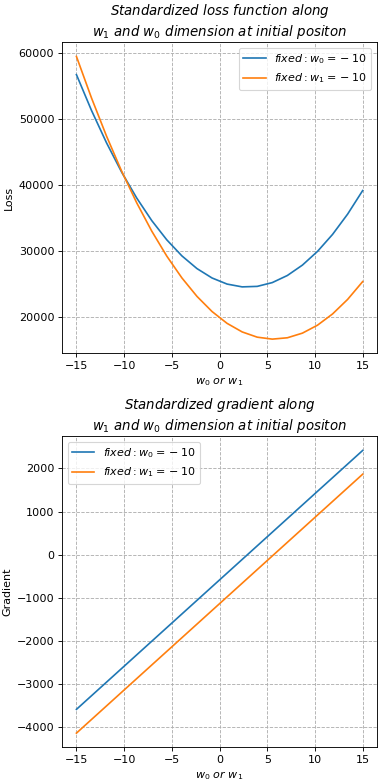 Standardized loss function along
w₁ and w₀ dimension at initial positon
60000
50000
40000
30000
20000
Loss
fixed: w₀ = −10
fixed: w₁ = −10
−15 −10 −5 0 5 10 15
w₀ or w₁
Standardized gradient along
w₁ and w₀ dimension at initial positon
2000
1000
0
−1000
−2000
−3000
−4000
Gradient
fixed: w₀ = −10
fixed: w₁ = −10
−15 −10 −5 0 5 10 15
w₀ or w₁